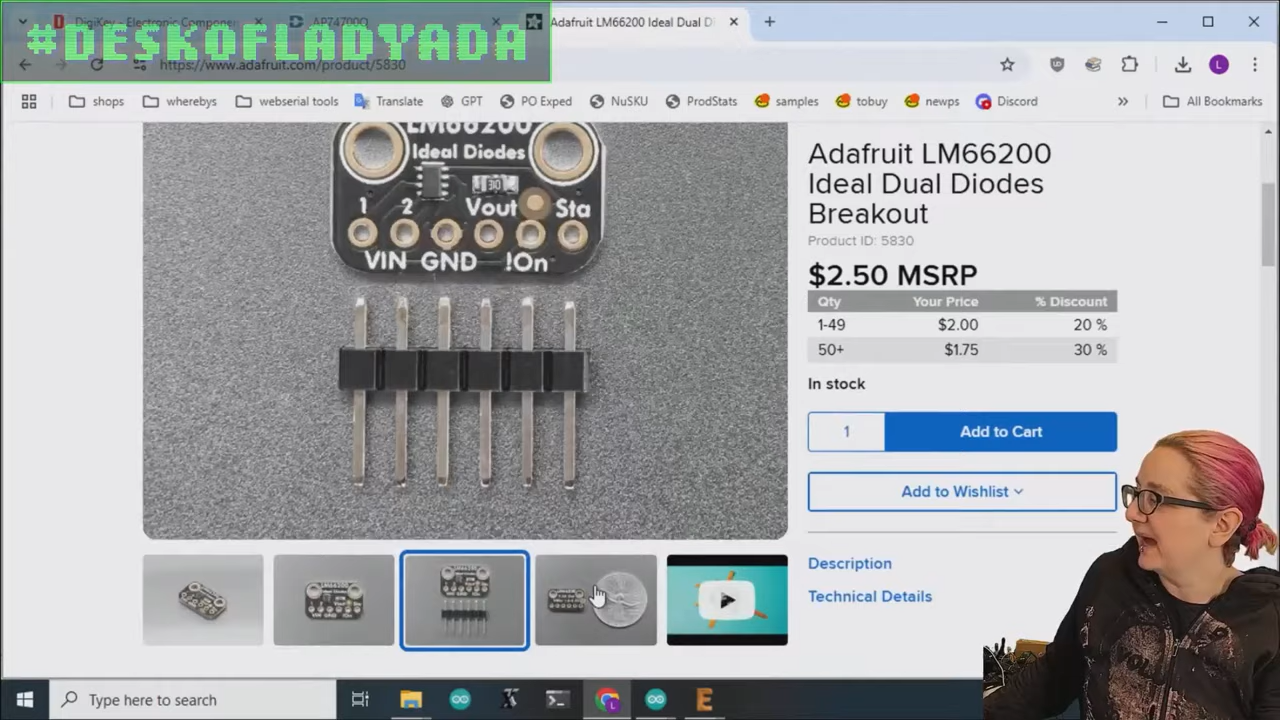 #DESKOFLADYADA
DigiKey - Electronic Componen
AP74700Q
Adafruit LM66200 Ideal Dual D
https://www.adafruit.com/product/5830
L
shops
whereby
webserial tools
Translate
GPT
PO Exped
NuSKU
ProdStats
samples
tobuy
newps
Discord
All Bookmarks
LM66200
Ideal Diodes
1 2 Vout Sta
VIN GND !On
Adafruit LM66200
Ideal Dual Diodes
Breakout
Product ID: 5830
$2.50 MSRP
Qty Your Price % Discount
1-49 $2.00 20 %
50+ $1.75 30 %
In stock
1 Add to Cart
Add to Wishlist
Description
Technical Details
Type here to search